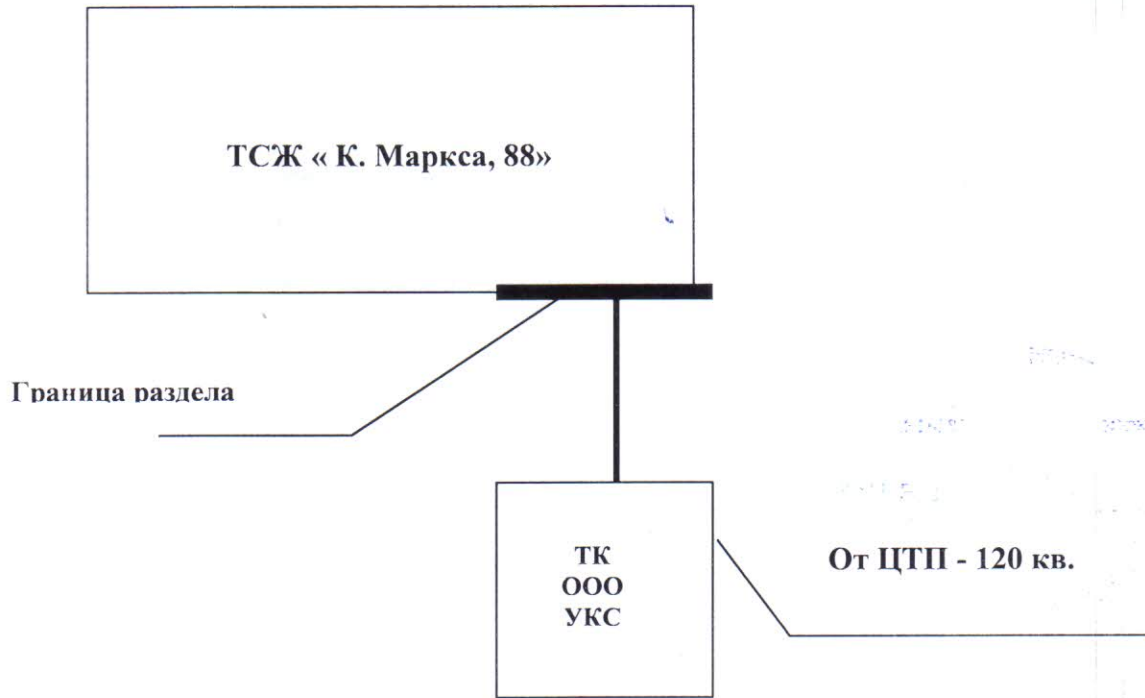 ТСЖ « К. Маркса, 88»
Граница раздела
ТК
ООО
УКС
От ЦТП - 120 кв.